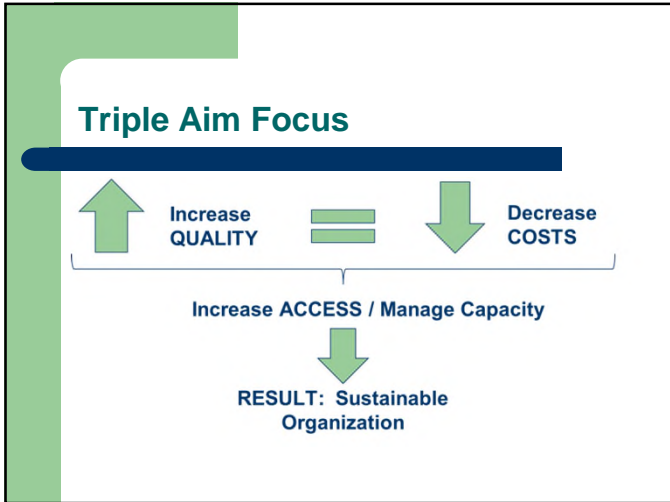 Triple Aim Focus
Increase
QUALITY
Decrease
COSTS
Increase ACCESS / Manage Capacity
RESULT: Sustainable
Organization